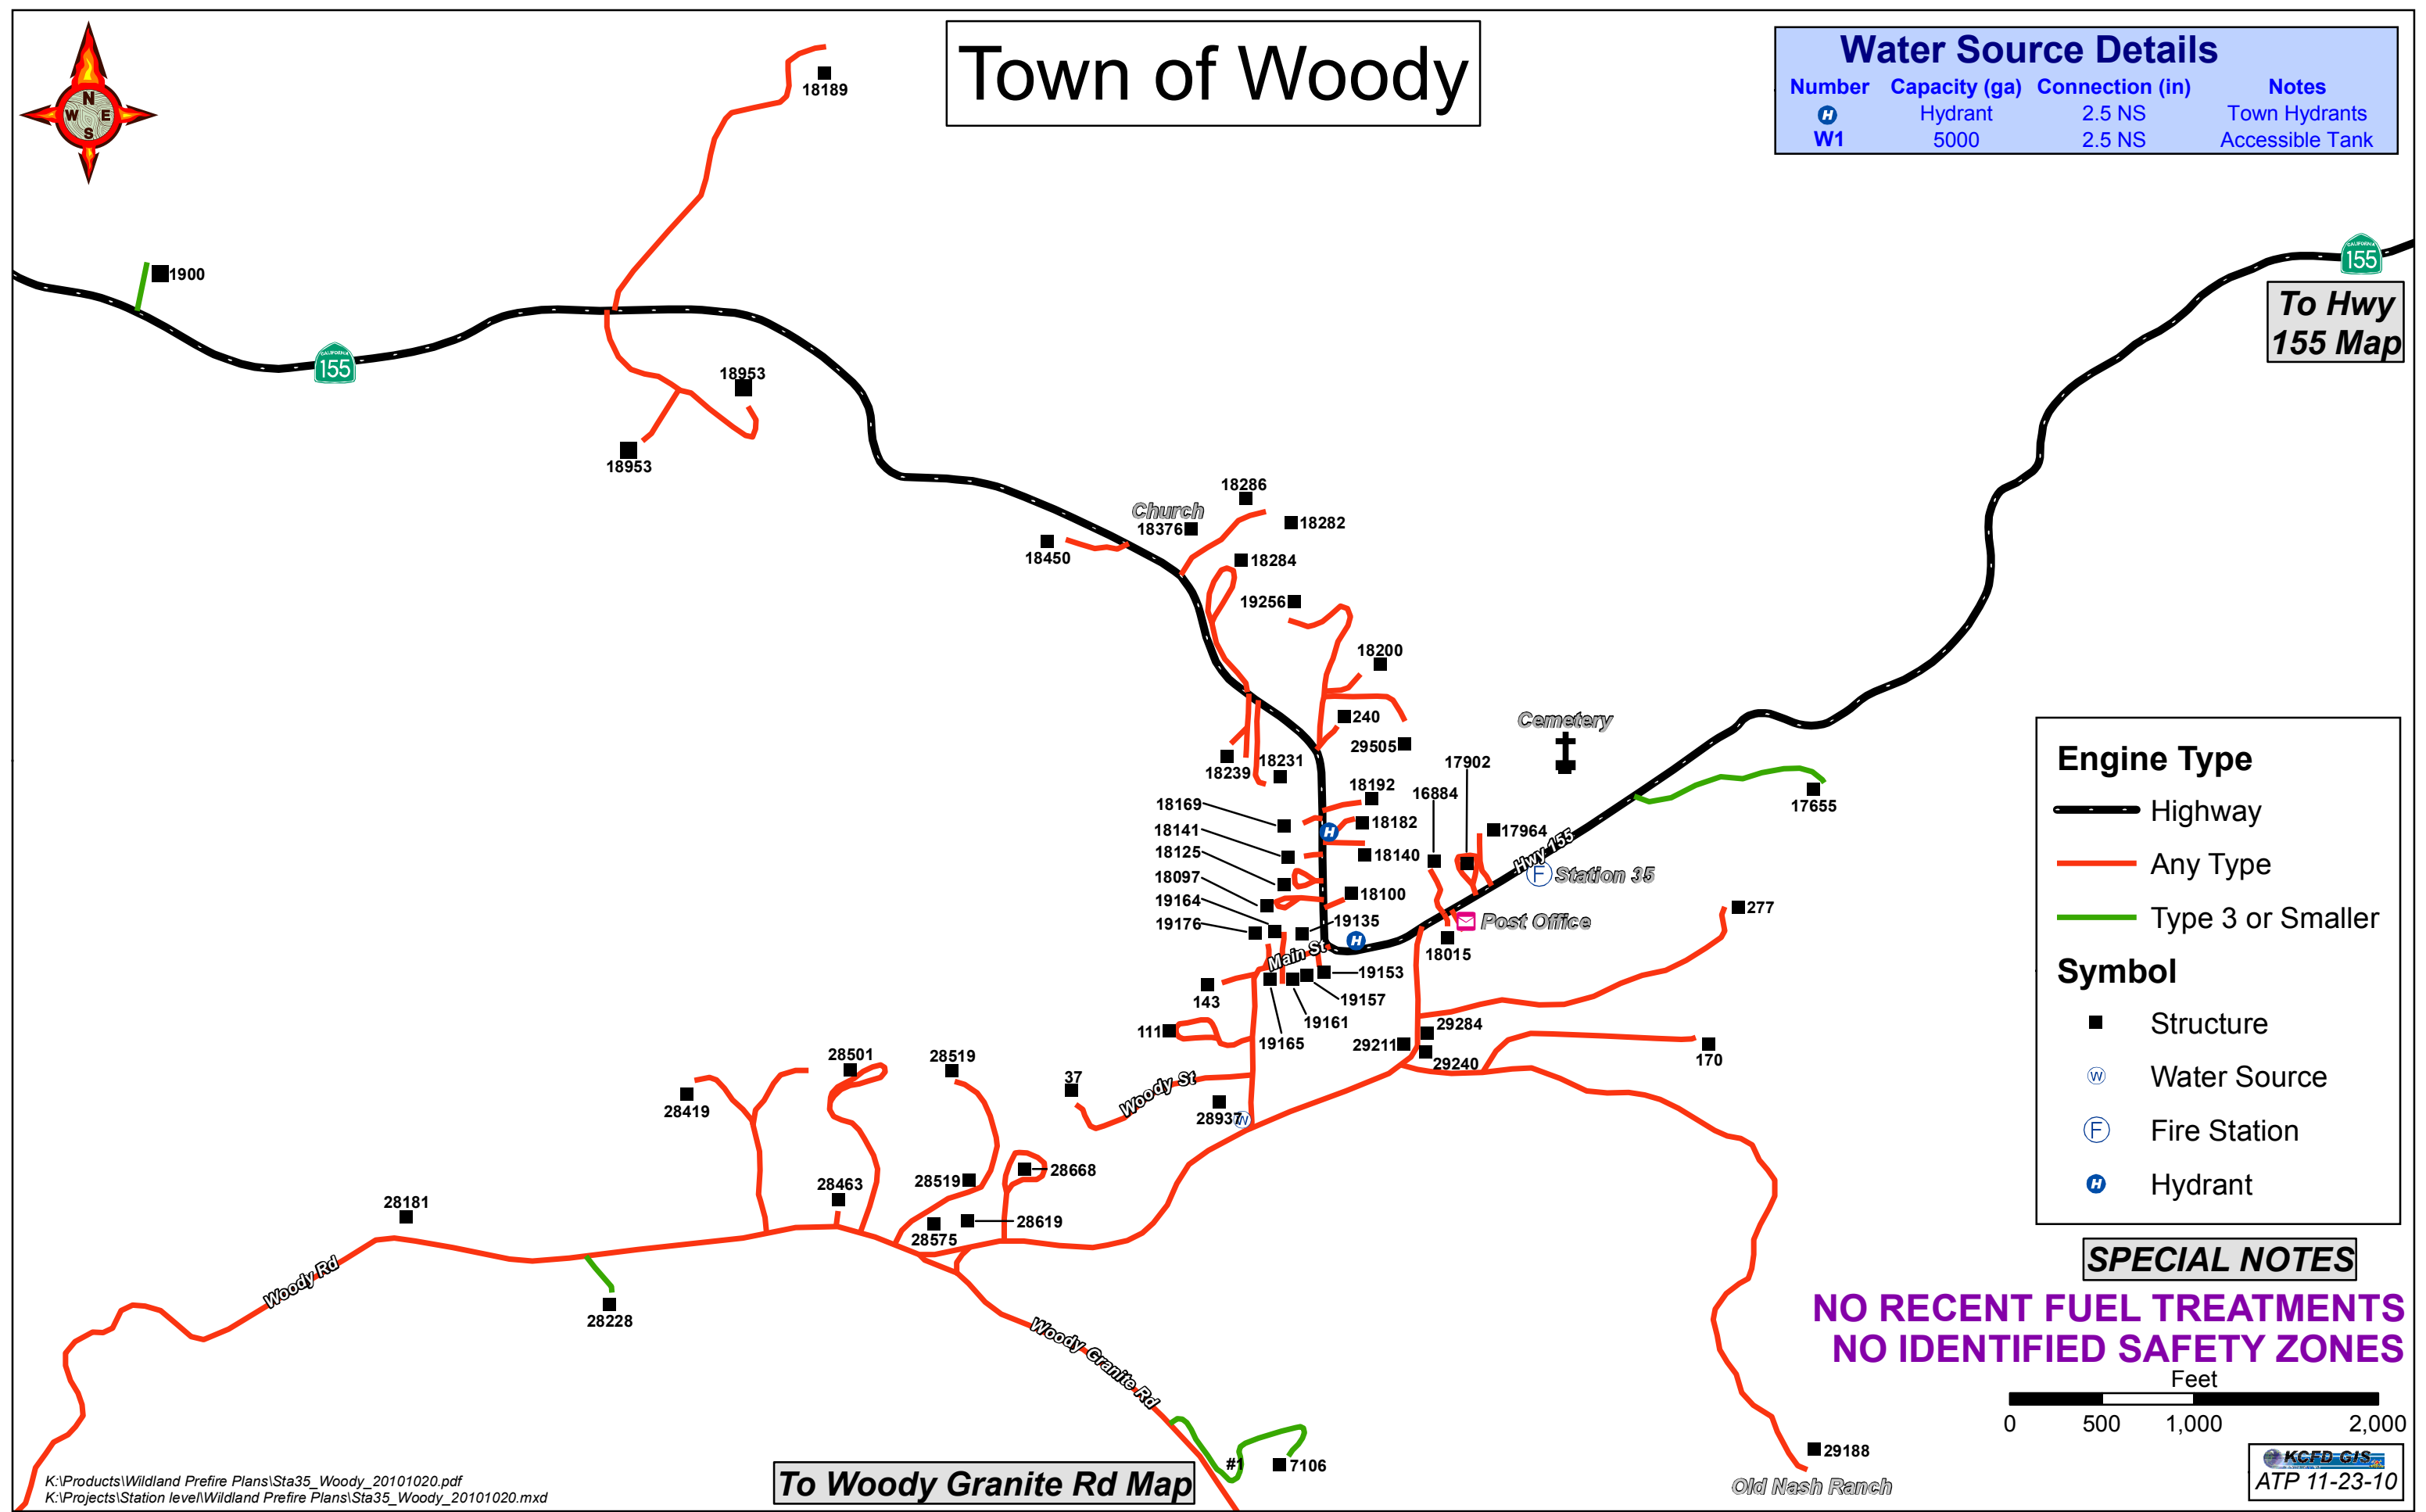 Town of Woody
Water Source Details
Number Capacity (ga) Connection (in) Notes
H Hydrant 2.5 NS Town Hydrants
W1 5000 2.5 NS Accessible Tank
N
W E
S
18189
1900
CALIFORNIA
155
CALIFORNIA
155
To Hwy
155 Map
18953
18953
18286
Church
18376
18282
18450
18284
19256
18200
240
29505
Cemetery
18239
18231
17902
18192
16884
17655
18169
18182
17964
18141
18140
Hwy 155
18125
F
Station 35
18097
18100
19164
19135
277
19176
H
H
Post Office
Main St
18015
19153
143
19157
19161
111
19165
29284
29211
29240
170
28501
28519
37
Woody St
28419
28937
W
28519
28668
28463
28181
28619
28575
Woody Rd
28228
Woody Granite Rd
#1
7106
29188
Old Nash Ranch
To Woody Granite Rd Map
Engine Type
Highway
Any Type
Type 3 or Smaller
Symbol
Structure
W Water Source
F Fire Station
H Hydrant
SPECIAL NOTES
NO RECENT FUEL TREATMENTS
NO IDENTIFIED SAFETY ZONES
Feet
0 500 1,000 2,000
KCFD GIS
ATP 11-23-10
K:\Products\Wildland Prefire Plans\Sta35_Woody_20101020.pdf
K:\Projects\Station level\Wildland Prefire Plans\Sta35_Woody_20101020.mxd